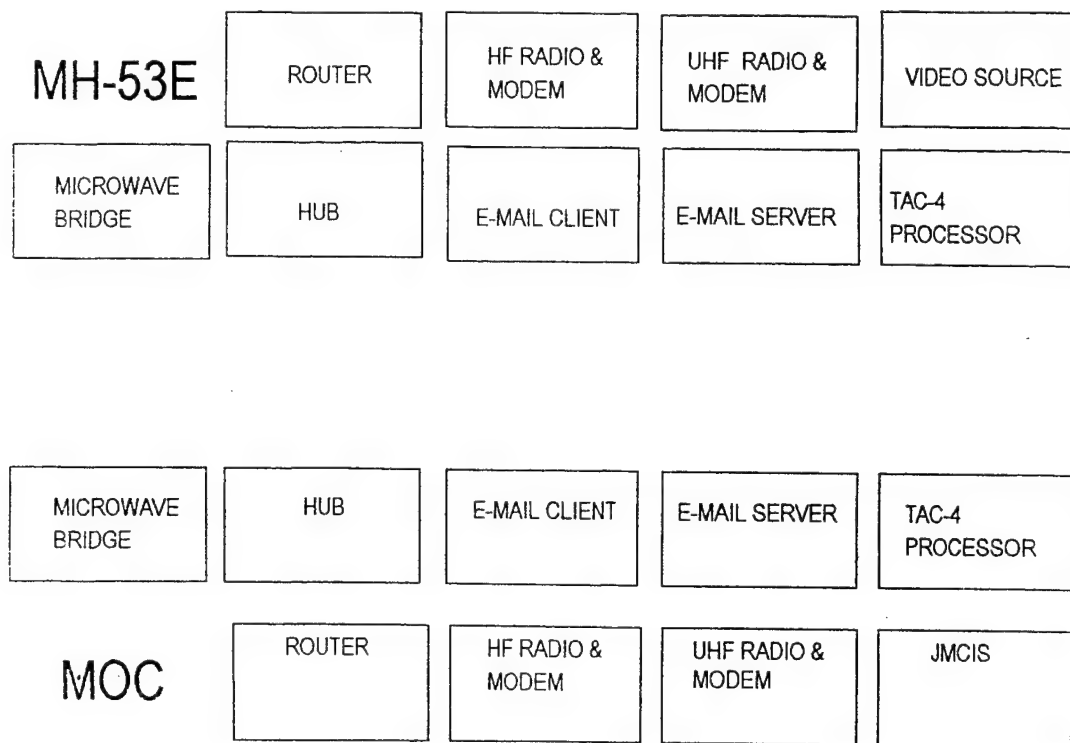 MH-53E
ROUTER
HF RADIO &
MODEM
UHF RADIO &
MODEM
VIDEO SOURCE
MICROWAVE
BRIDGE
HUB
E-MAIL CLIENT
E-MAIL SERVER
TAC-4
PROCESSOR
MICROWAVE
BRIDGE
HUB
E-MAIL CLIENT
E-MAIL SERVER
TAC-4
PROCESSOR
MOC
ROUTER
HF RADIO &
MODEM
UHF RADIO &
MODEM
JMCIS